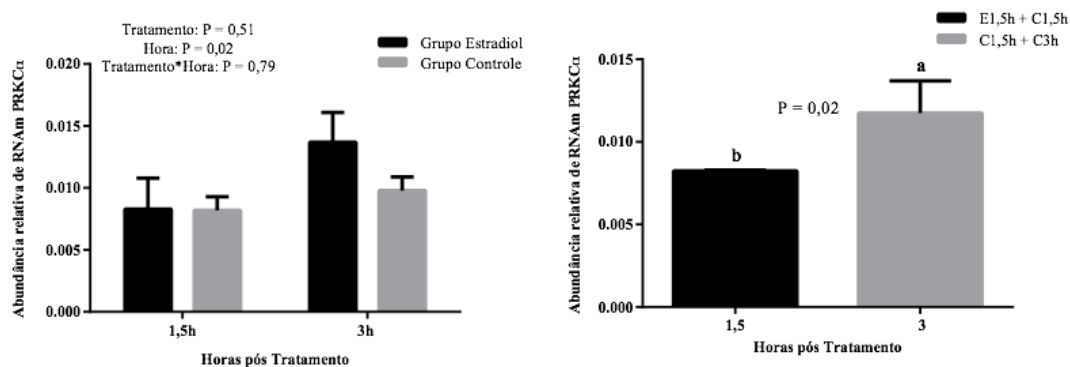 Tratamento: P = 0,51
Hora: P = 0,02
Tratamento*Hora: P = 0,79
Grupo Estradiol
Grupo Controle
Abundância relativa de RNAm PRKCα
0.020
0.015
0.010
0.005
0.000
1,5h
3h
Horas pós Tratamento
E1,5h + C1,5h
C1,5h + C3h
Abundância relativa de RNAm PRKCα
0.015
0.010
0.005
0.000
P = 0,02
b
a
1,5
3
Horas pós Tratamento